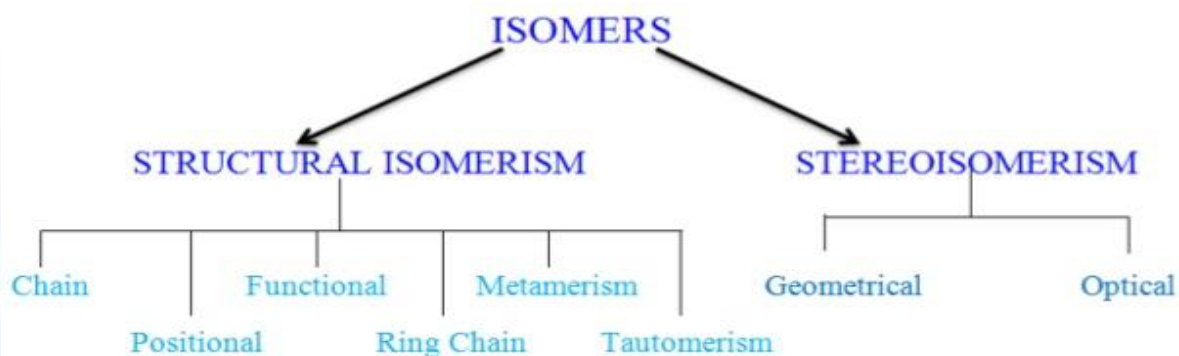 ISOMERS
STRUCTURAL ISOMERISM STEREOISOMERISM
Chain Functional Metamerism Geometrical Optical
Positional Ring Chain Tautomerism